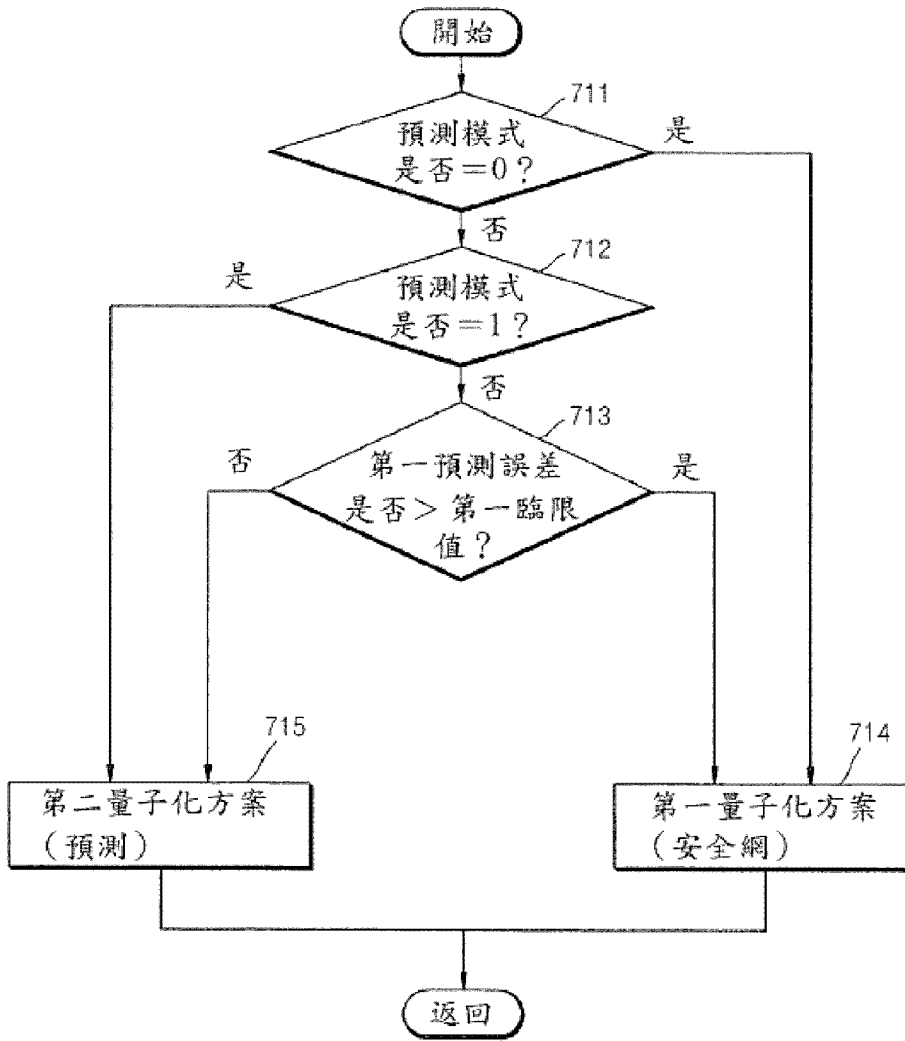 開始
711
預測模式
是否=0?
是
否
712
是
預測模式
是否=1?
否
713
否
第一預測誤差
是否>第一臨限
值?
是
715
第二量子化方案
(預測)
714
第一量子化方案
(安全網)
返回